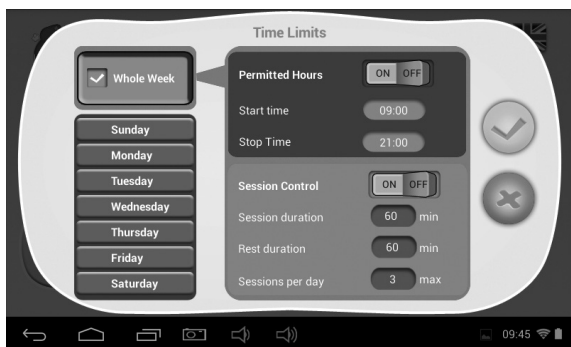 Time Limits
Whole Week
Sunday
Monday
Tuesday
Wednesday
Thursday
Friday
Saturday
Permitted Hours ON OFF
Start time 09:00
Stop Time 21:00
Session Control ON OFF
Session duration 60 min
Rest duration 60 min
Sessions per day 3 max
09:45